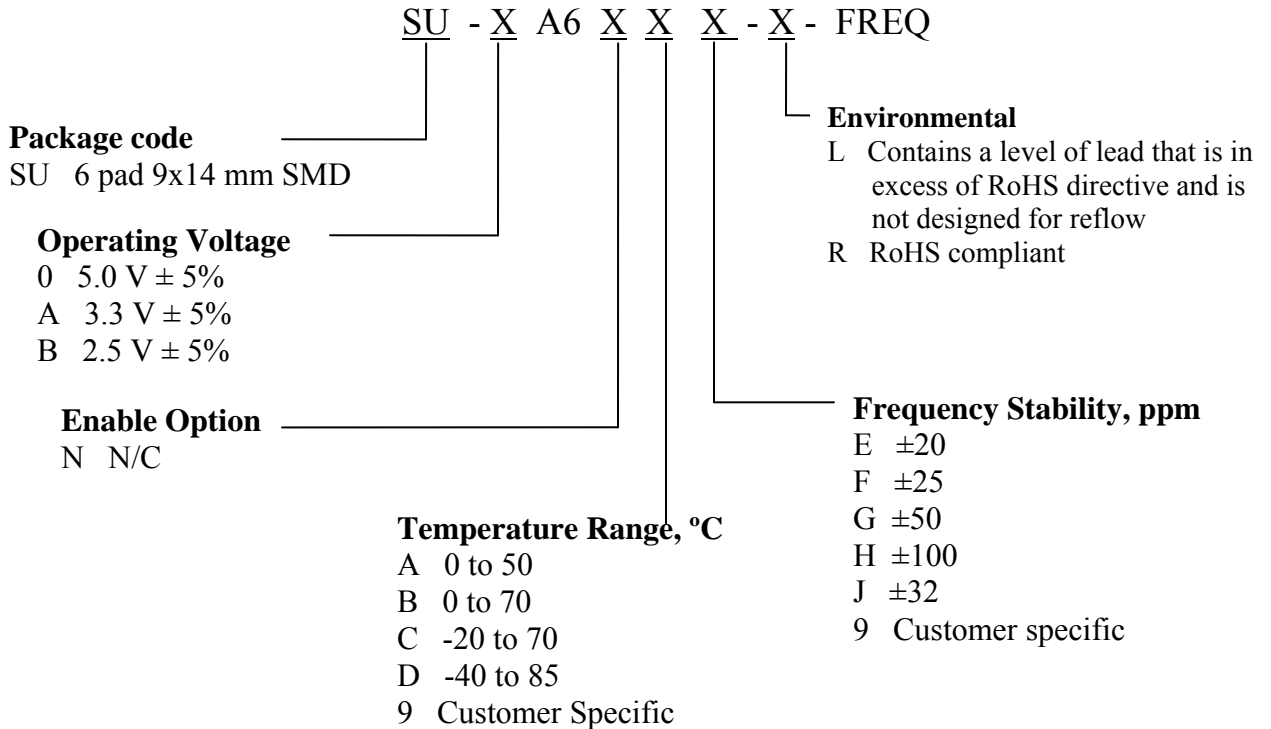 SU - X A6 X X X - X - FREQ
Package code
SU 6 pad 9x14 mm SMD
Operating Voltage
0 5.0 V ± 5%
A 3.3 V ± 5%
B 2.5 V ± 5%
Enable Option
N N/C
Temperature Range, ºC
A 0 to 50
B 0 to 70
C -20 to 70
D -40 to 85
9 Customer Specific
Environmental
L Contains a level of lead that is in
excess of RoHS directive and is
not designed for reflow
R RoHS compliant
Frequency Stability, ppm
E ±20
F ±25
G ±50
H ±100
J ±32
9 Customer specific